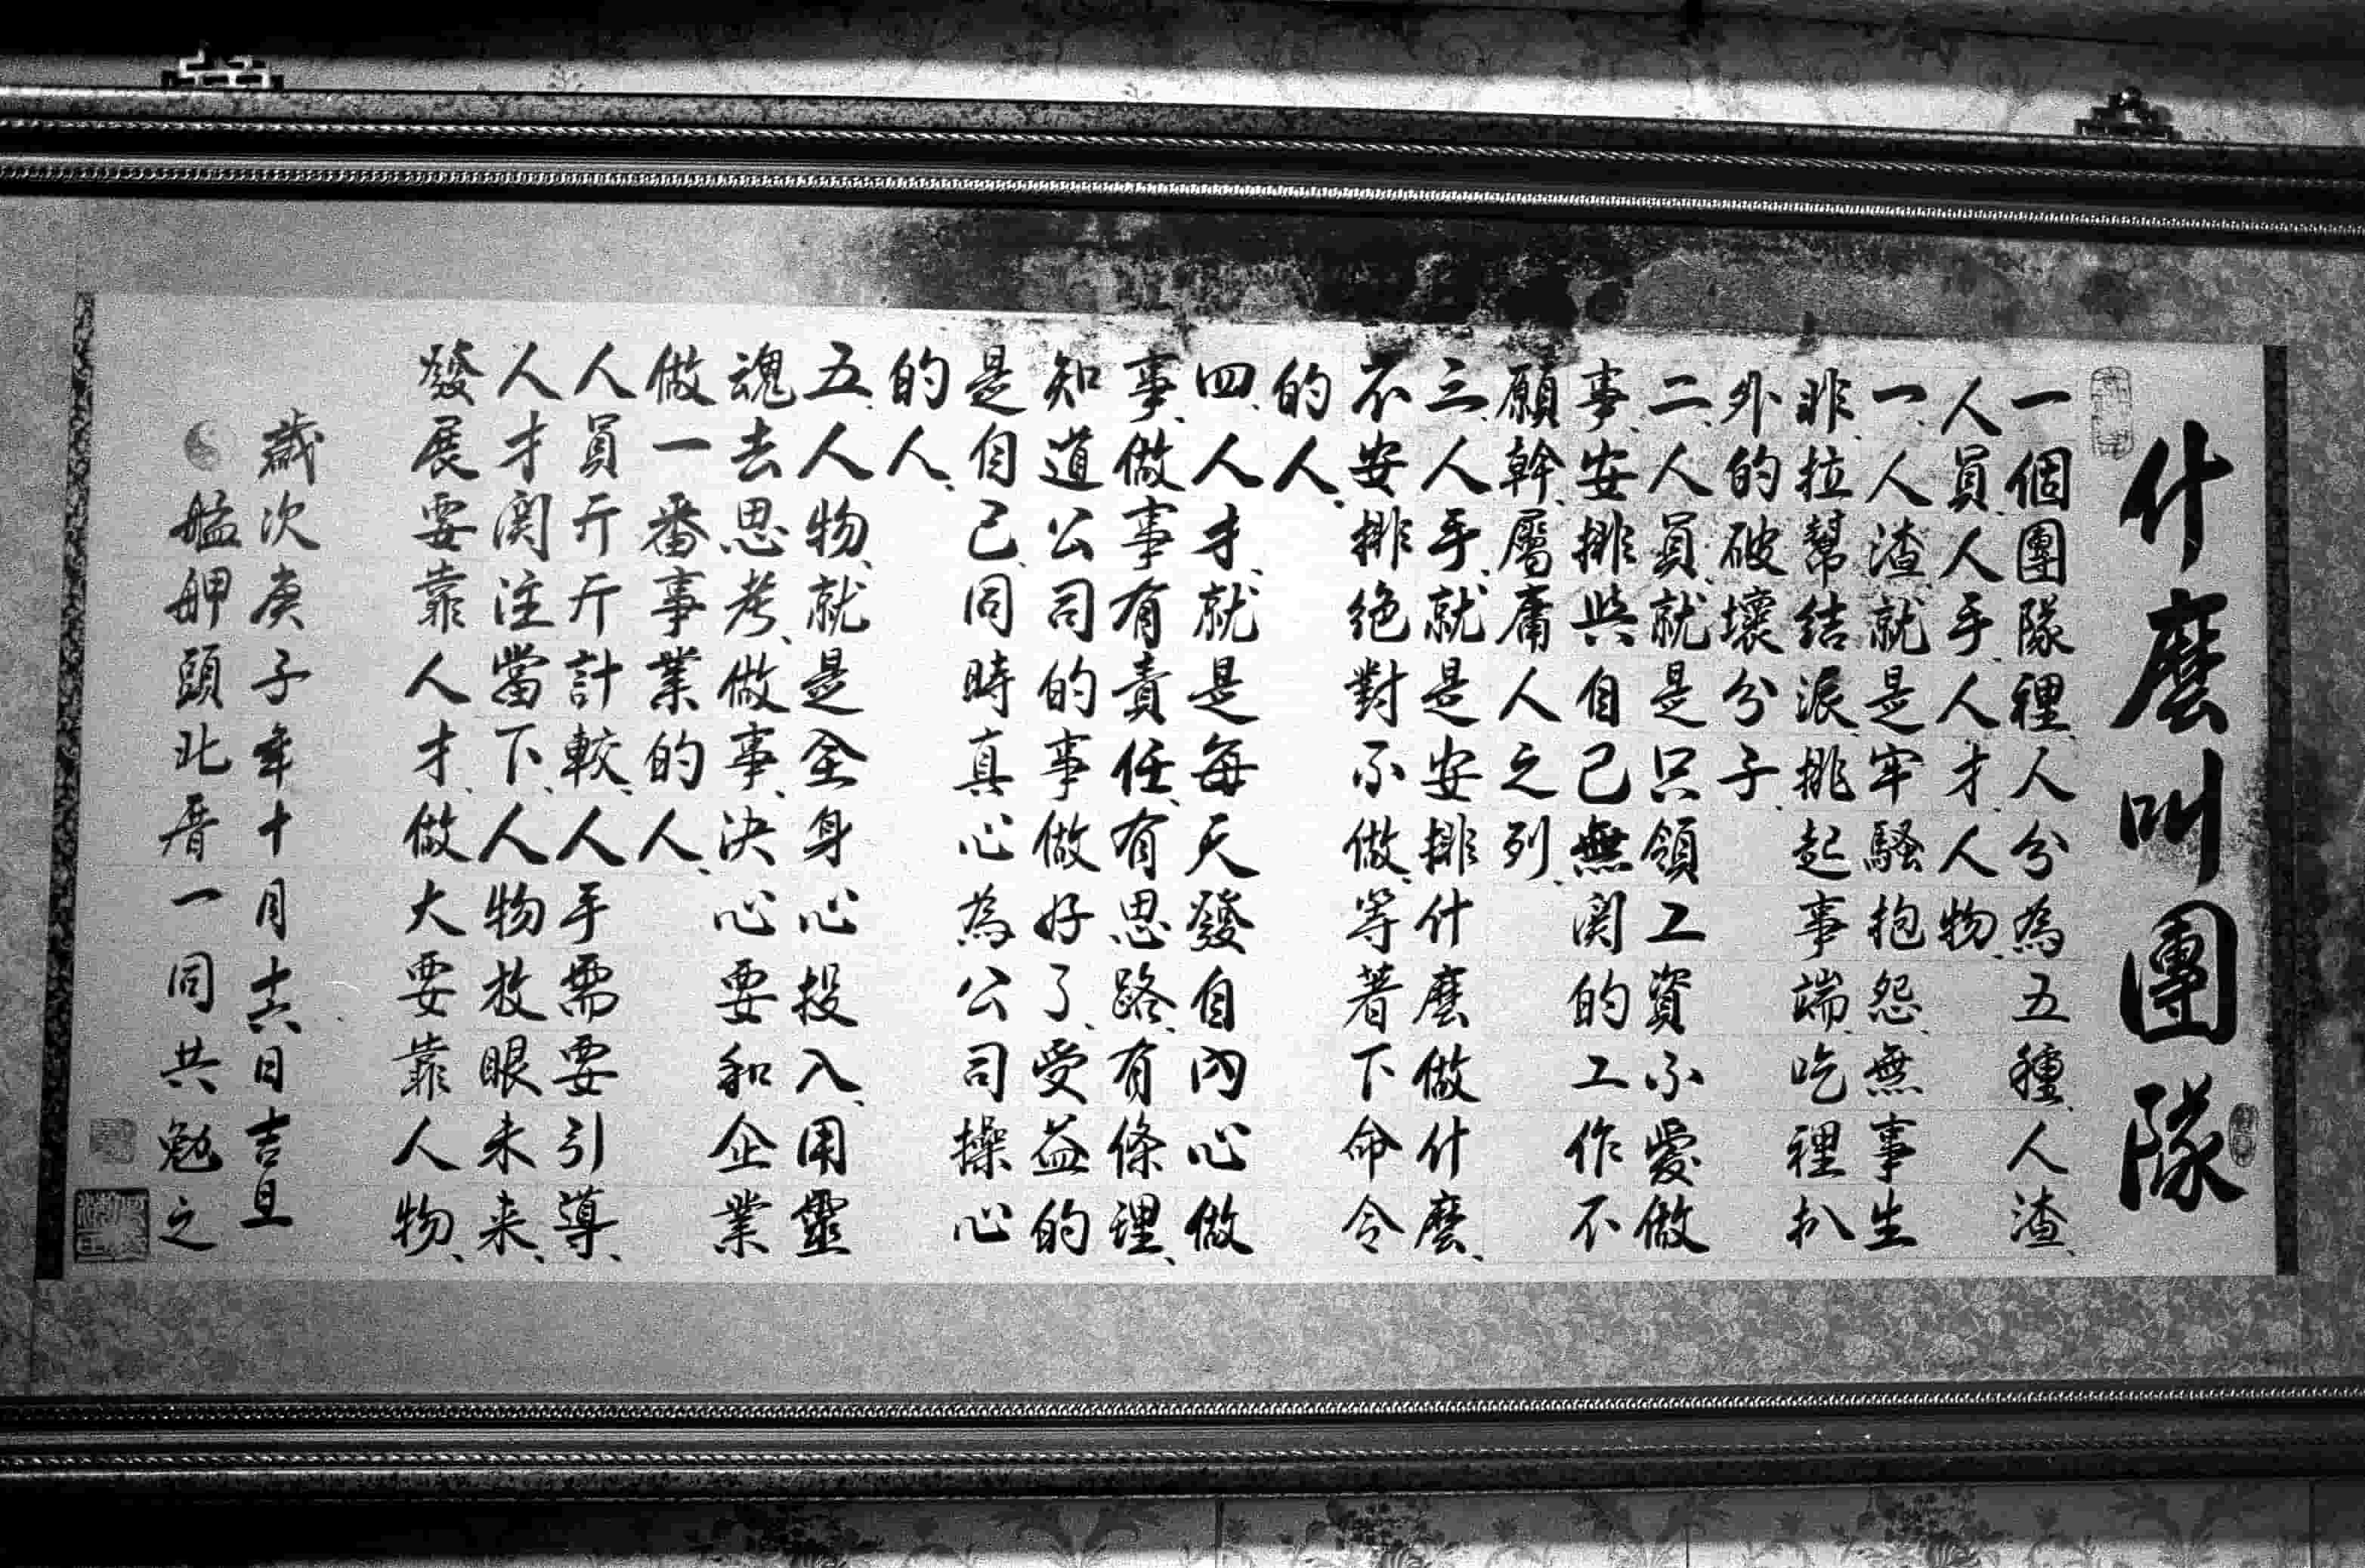 什麼叫團隊
一個團隊裡、人分為五種、人渣、
人員、人手、人才、人物、
一、人渣、就是牢騷抱怨、無事生
非、拉幫結派、挑起事端、吃裡扒
外的破壞分子、
二、人員、就是只領工資不愛做
事、安排與自己無関的工作不
願幹、屬庸人之列、
三、人手、就是安排什麼做什麼、
不安排絕對不做、等著下命令
的人、
四、人才、就是每天發自內心做
事、做事有責任、有思路、有條理、
知道公司的事做好了、受益的
是自己、同時真心為公司操心
的人、
五、人物、就是全身心投入、用靈
魂去思考、做事、決心要和企業
做一番事業的人、
人員斤斤計較、人手需要引導、
人才関注當下、人物放眼未来、
發展要靠人才、做大要靠人物、
歲次庚子年十月十六日吉旦
艋舺頭北厝一同共勉之